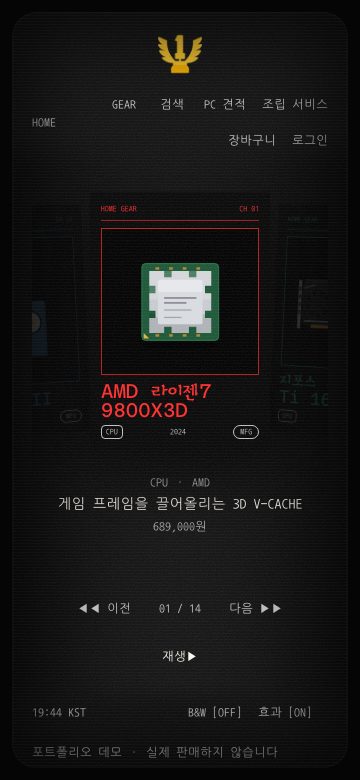 GEAR 검색 PC 견적 조립 서비스
HOME
장바구니 로그인
HOME GEAR CH 01
AMD 라이젠7
9800X3D
CPU 2024 MFG
지포스
CPU · AMD
게임 프레임을 끌어올리는 3D V-CACHE
689,000원
◀◀ 이전 01 / 14 다음 ▶▶
재생▶
19:44 KST B&W [OFF] 효과 [ON]
포트폴리오 데모 · 실제 판매하지 않습니다